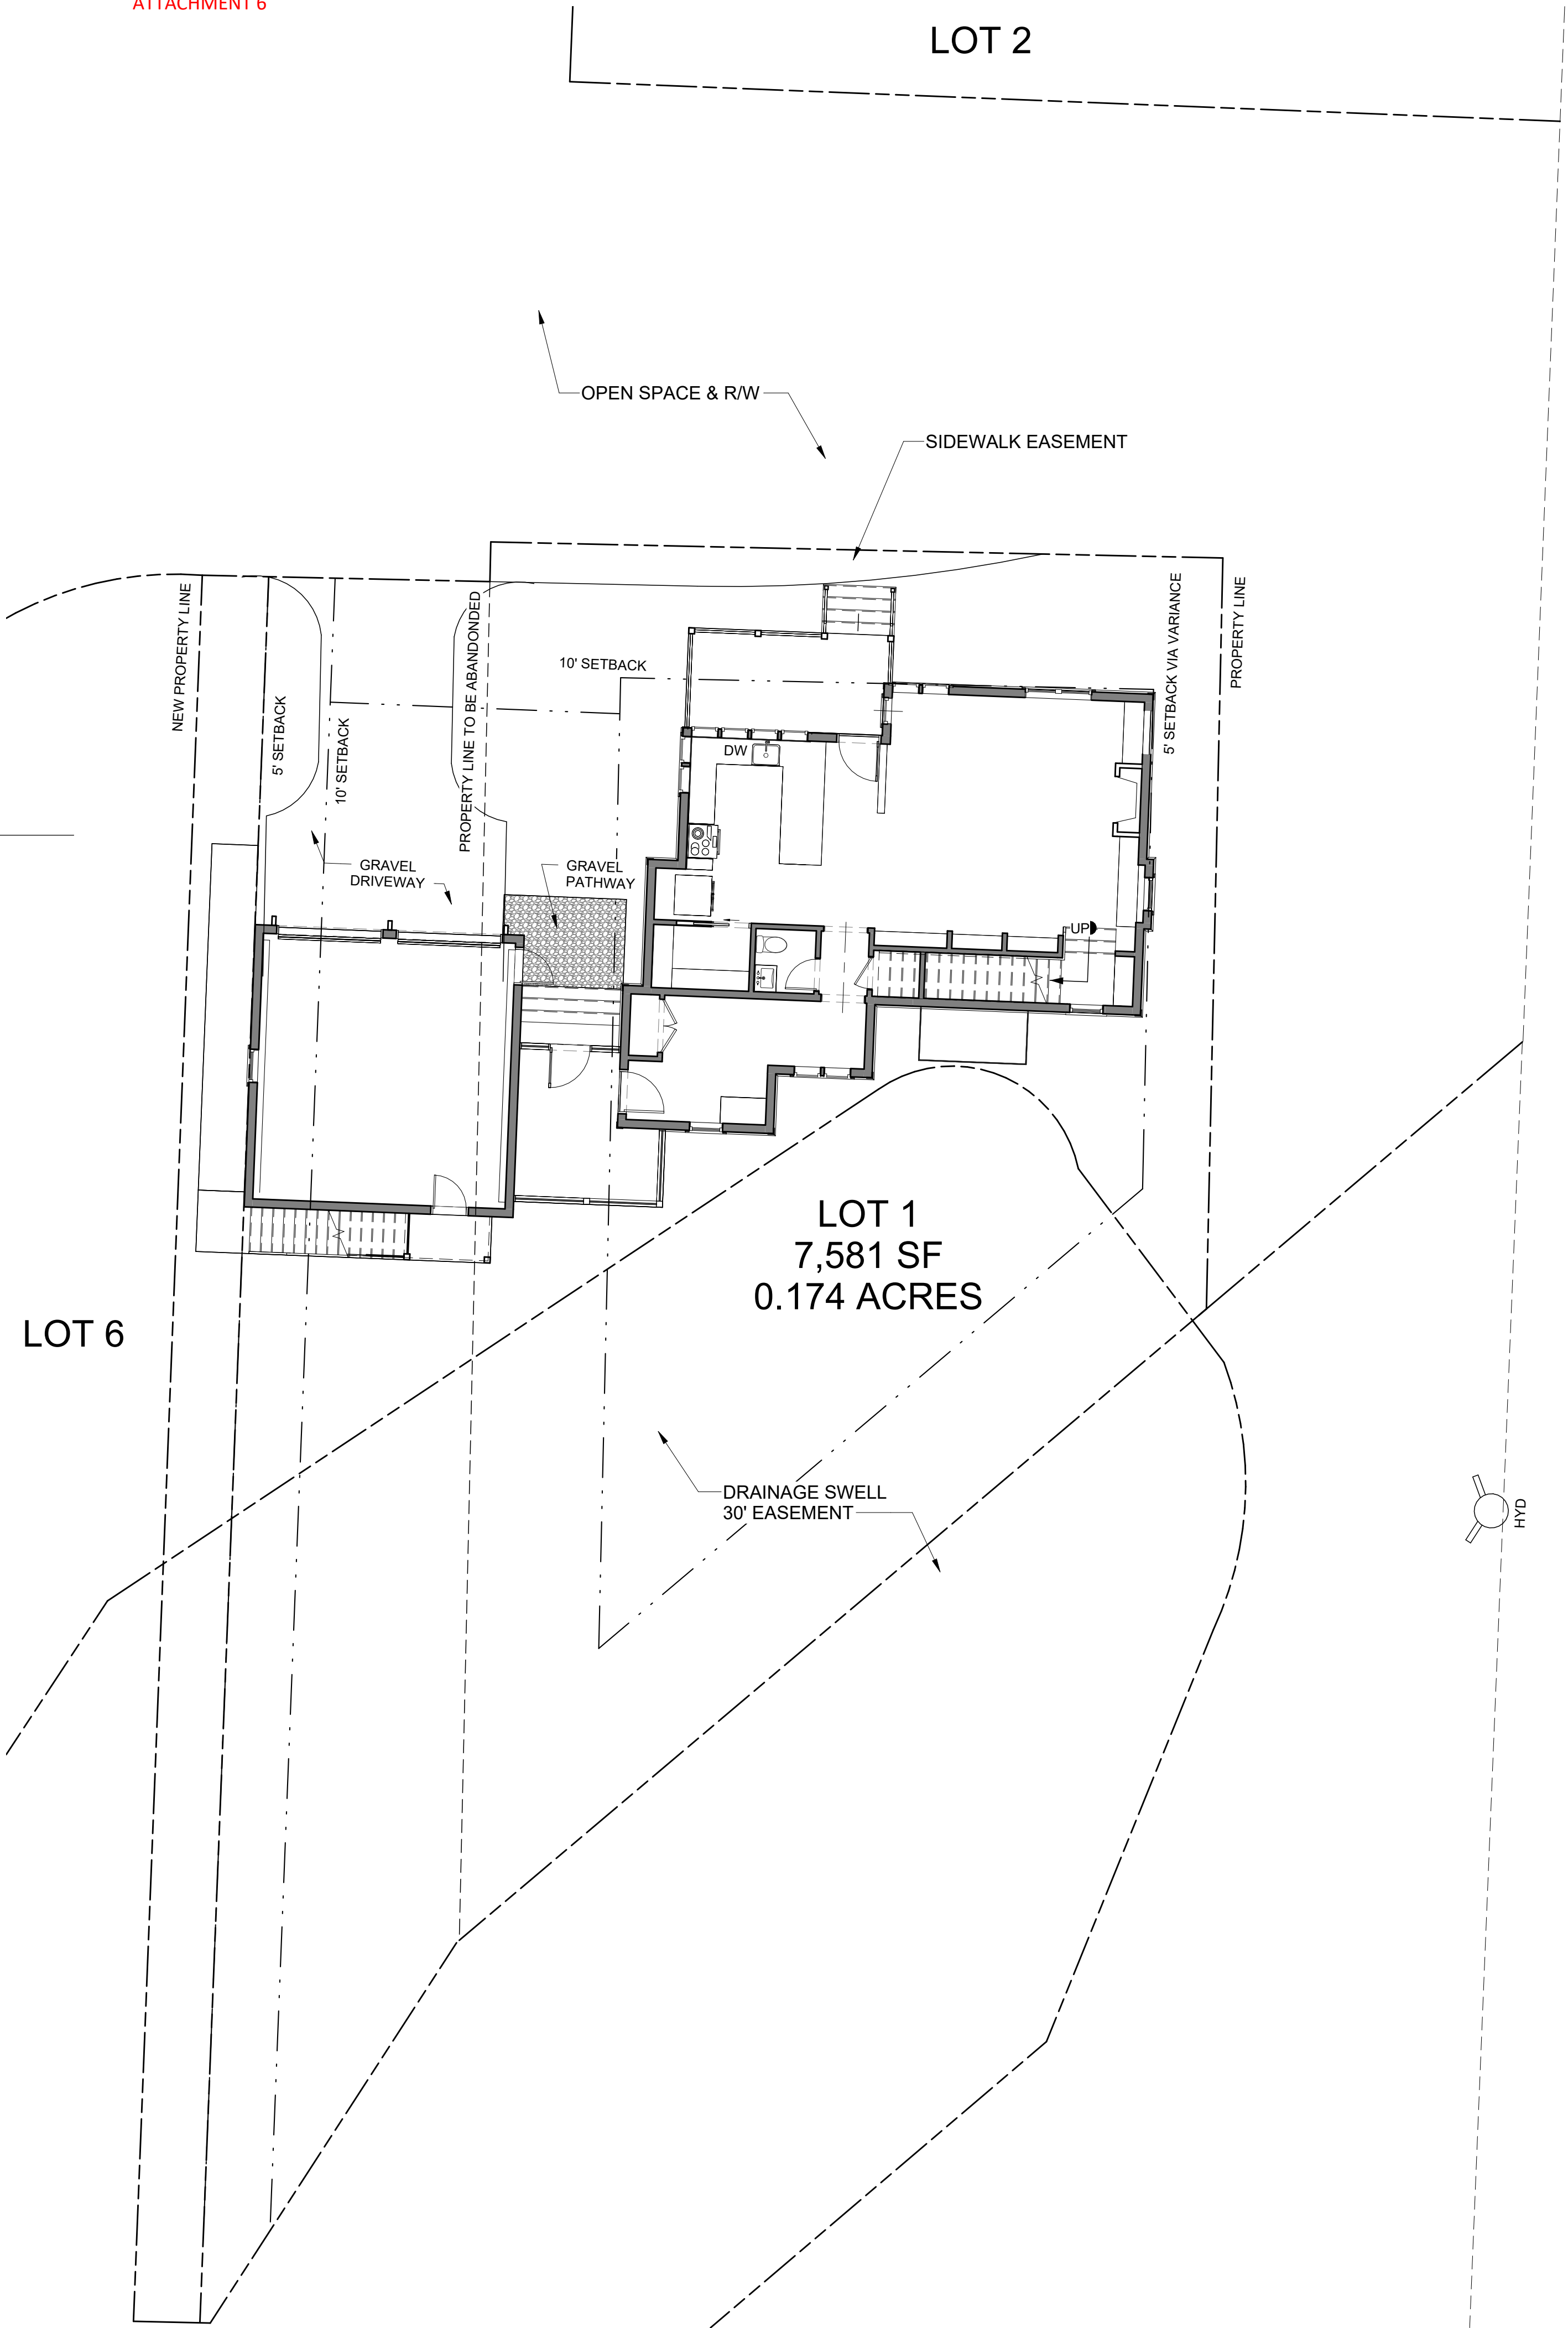 ATTACHMENT 6
LOT 2
OPEN SPACE & R/W
SIDEWALK EASEMENT
NEW PROPERTY LINE
5' SETBACK
10' SETBACK
PROPERTY LINE TO BE ABANDONDED
10' SETBACK
5' SETBACK VIA VARIANCE
PROPERTY LINE
DW
GRAVEL
DRIVEWAY
GRAVEL
PATHWAY
UP
LOT 1
7,581 SF
0.174 ACRES
LOT 6
DRAINAGE SWELL
30' EASEMENT
HYD